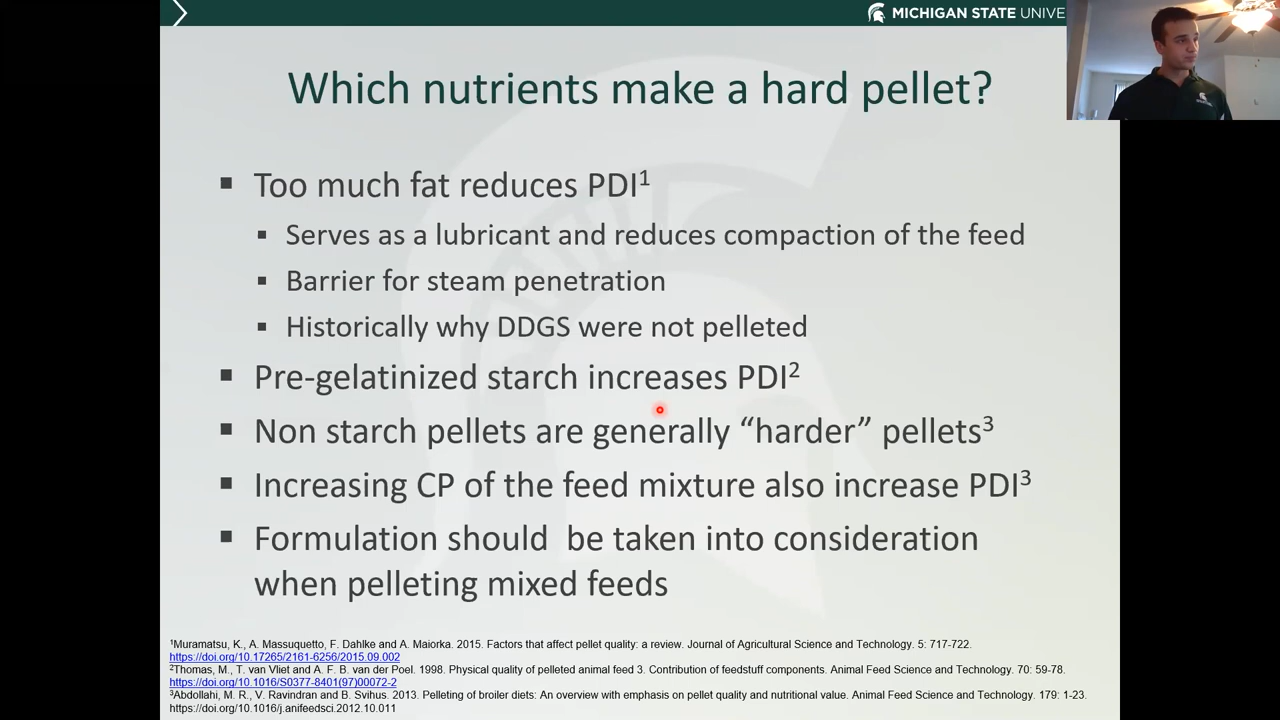 MICHIGAN STATE UNIVE
Which nutrients make a hard pellet?
▪ Too much fat reduces PDI¹
▪ Serves as a lubricant and reduces compaction of the feed
▪ Barrier for steam penetration
▪ Historically why DDGS were not pelleted
▪ Pre-gelatinized starch increases PDI²
▪ Non starch pellets are generally “harder” pellets³
▪ Increasing CP of the feed mixture also increase PDI³
▪ Formulation should be taken into consideration
when pelleting mixed feeds
¹Muramatsu, K., A. Massuquetto, F. Dahlke and A. Maiorka. 2015. Factors that affect pellet quality: a review. Journal of Agricultural Science and Technology. 5: 717-722.
https://doi.org/10.17265/2161-6256/2015.09.002
²Thomas, M., T. van Vliet and A. F. B. van der Poel. 1998. Physical quality of pelleted animal feed 3. Contribution of feedstuff components. Animal Feed Science and Technology. 70: 59-78.
https://doi.org/10.1016/S0377-8401(97)00072-2
³Abdollahi, M. R., V. Ravindran and B. Svihus. 2013. Pelleting of broiler diets: An overview with emphasis on pellet quality and nutritional value. Animal Feed Science and Technology. 179: 1-23.
https://doi.org/10.1016/j.anifeedsci.2012.10.011